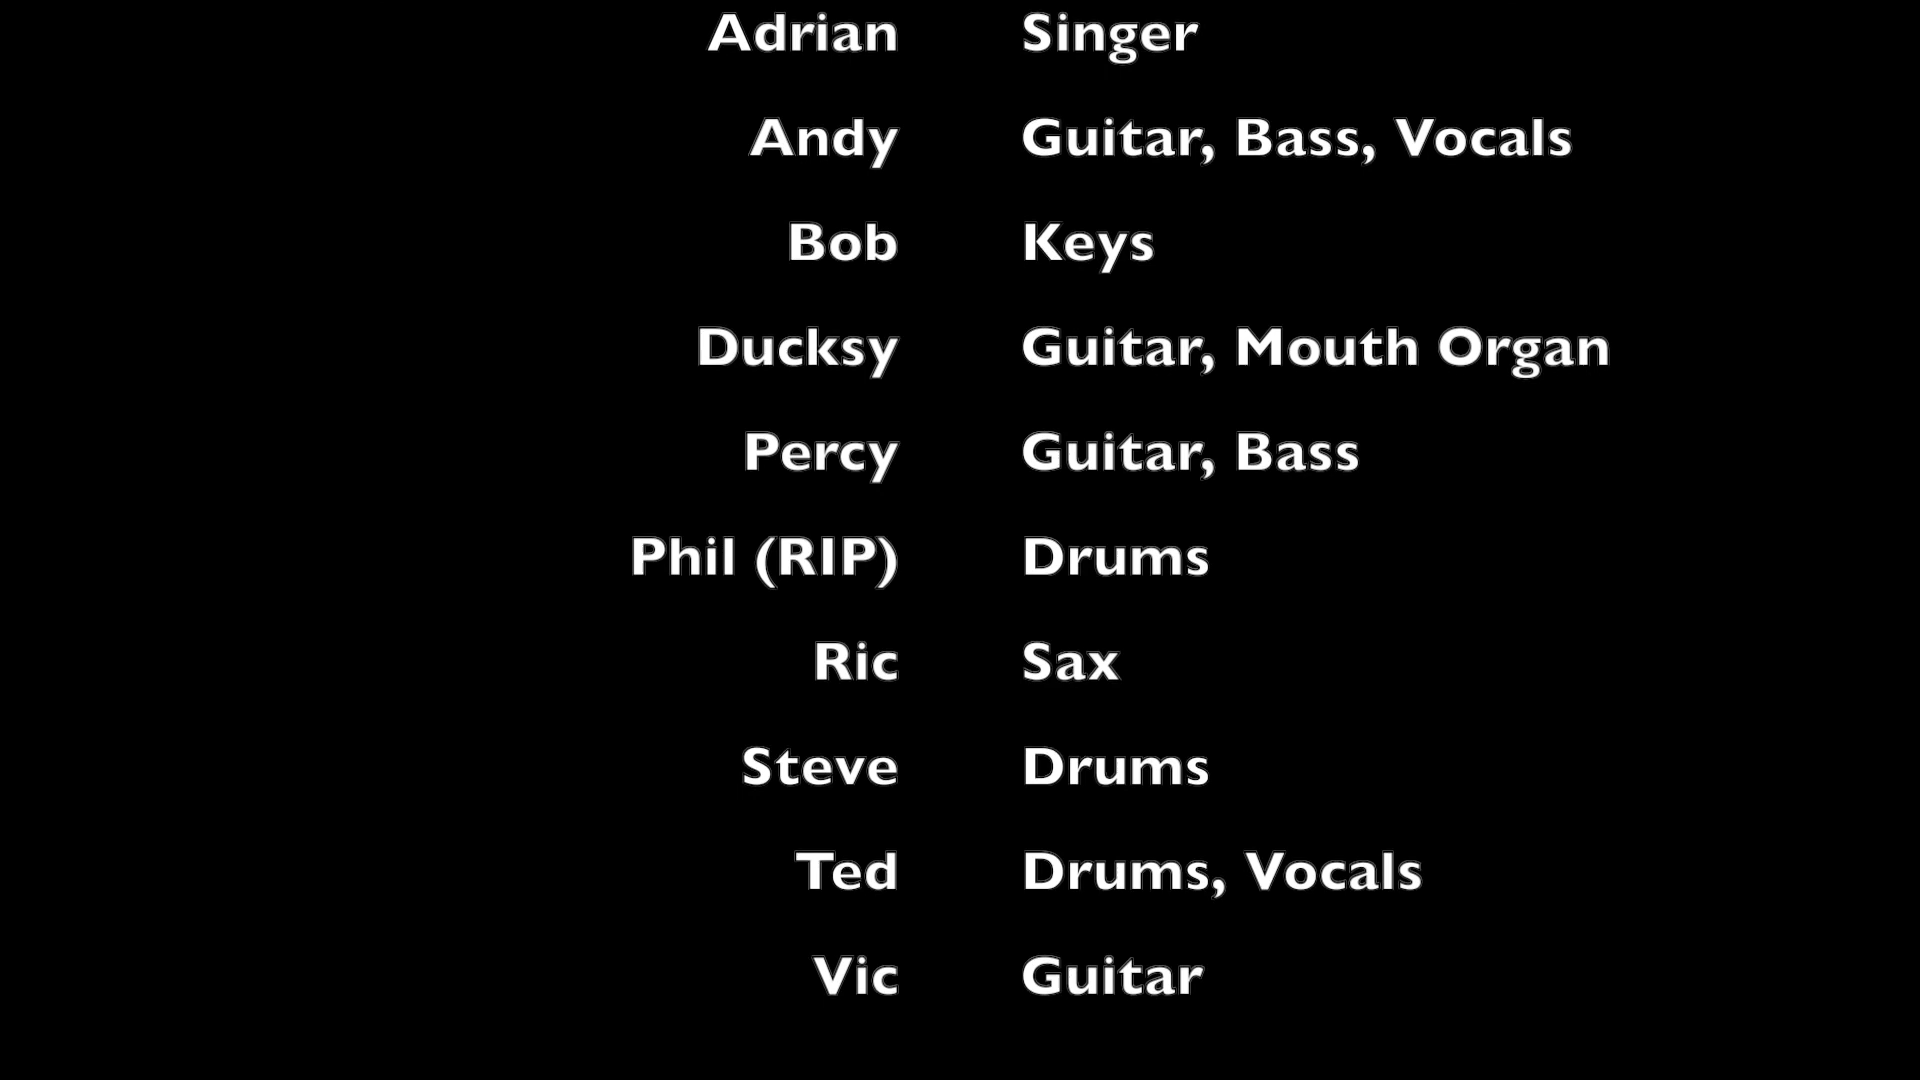 Adrian Singer
Andy Guitar, Bass, Vocals
Bob Keys
Ducksy Guitar, Mouth Organ
Percy Guitar, Bass
Phil (RIP) Drums
Ric Sax
Steve Drums
Ted Drums, Vocals
Vic Guitar